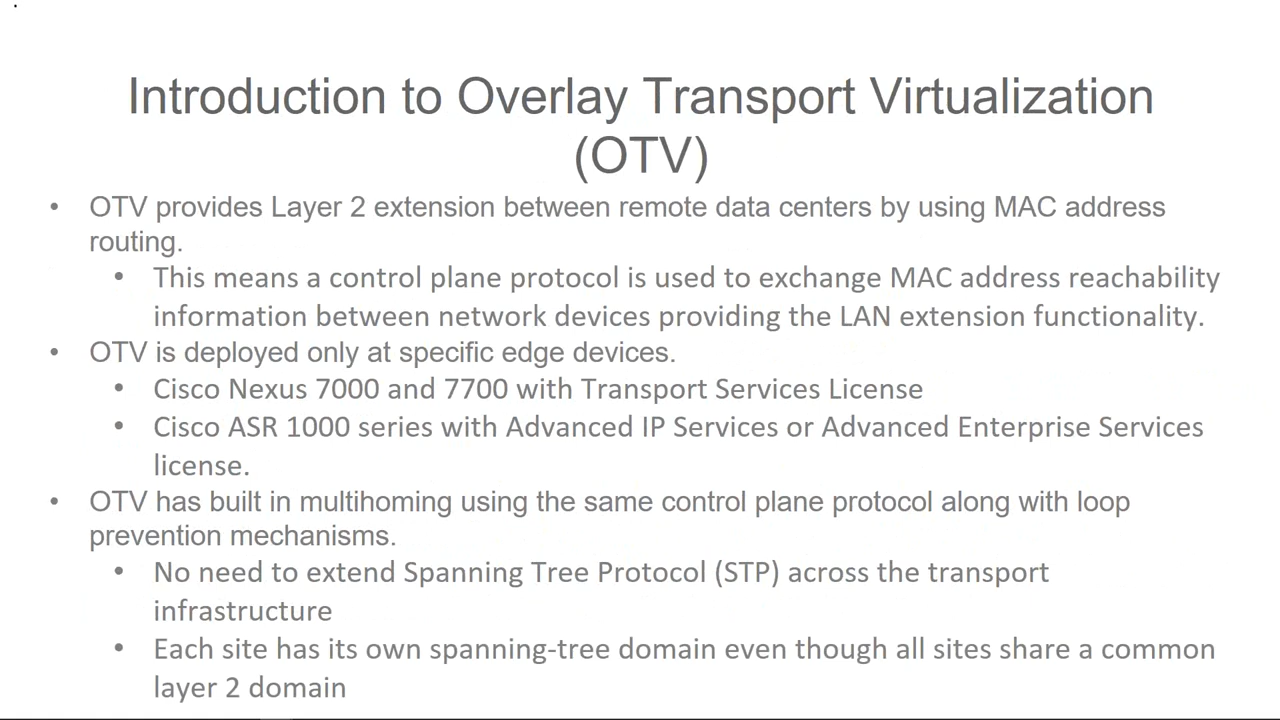 Introduction to Overlay Transport Virtualization
(OTV)
• OTV provides Layer 2 extension between remote data centers by using MAC address
routing.
• This means a control plane protocol is used to exchange MAC address reachability
information between network devices providing the LAN extension functionality.
• OTV is deployed only at specific edge devices.
• Cisco Nexus 7000 and 7700 with Transport Services License
• Cisco ASR 1000 series with Advanced IP Services or Advanced Enterprise Services
license.
• OTV has built in multihoming using the same control plane protocol along with loop
prevention mechanisms.
• No need to extend Spanning Tree Protocol (STP) across the transport
infrastructure
• Each site has its own spanning-tree domain even though all sites share a common
layer 2 domain